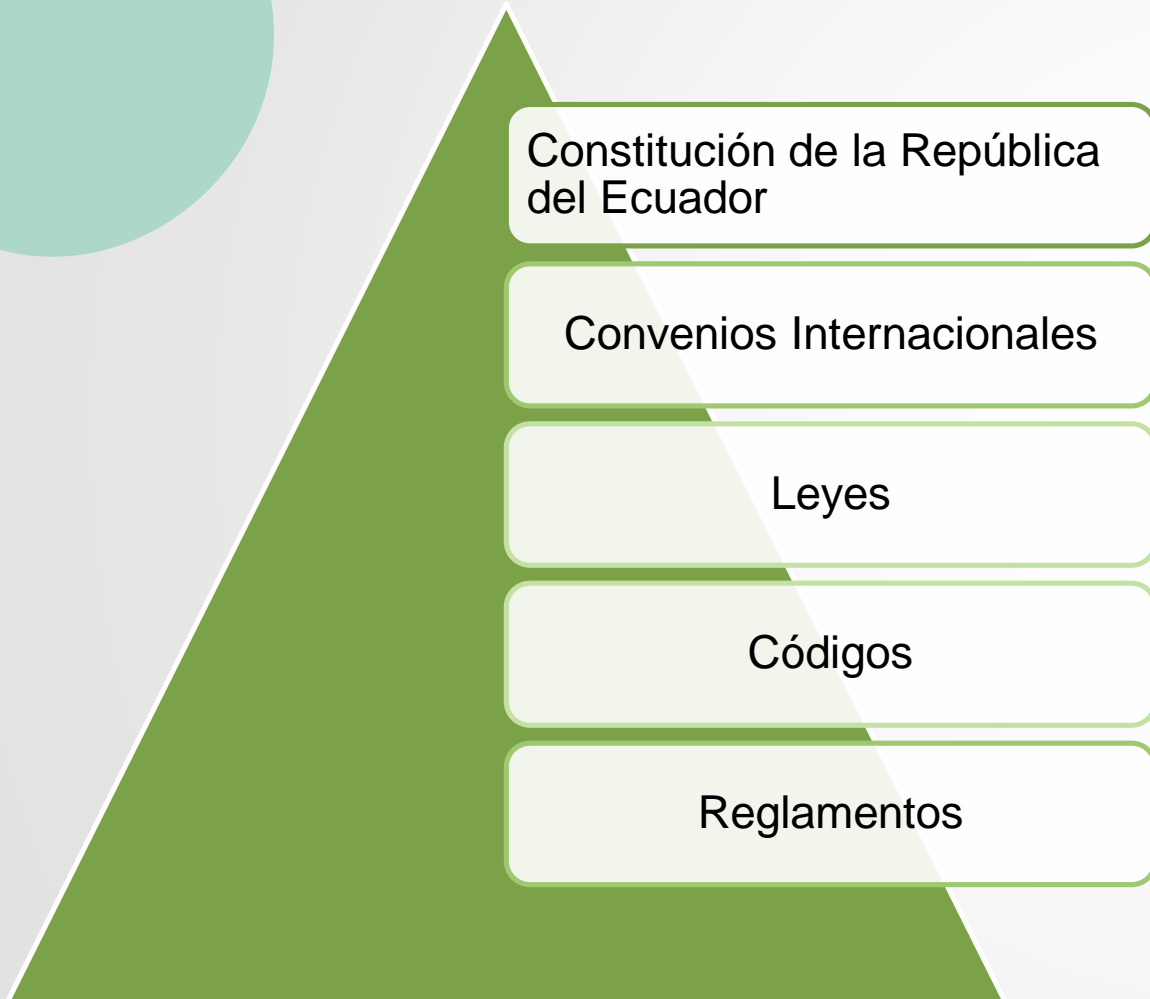 Constitución de la República
del Ecuador
Convenios Internacionales
Leyes
Códigos
Reglamentos